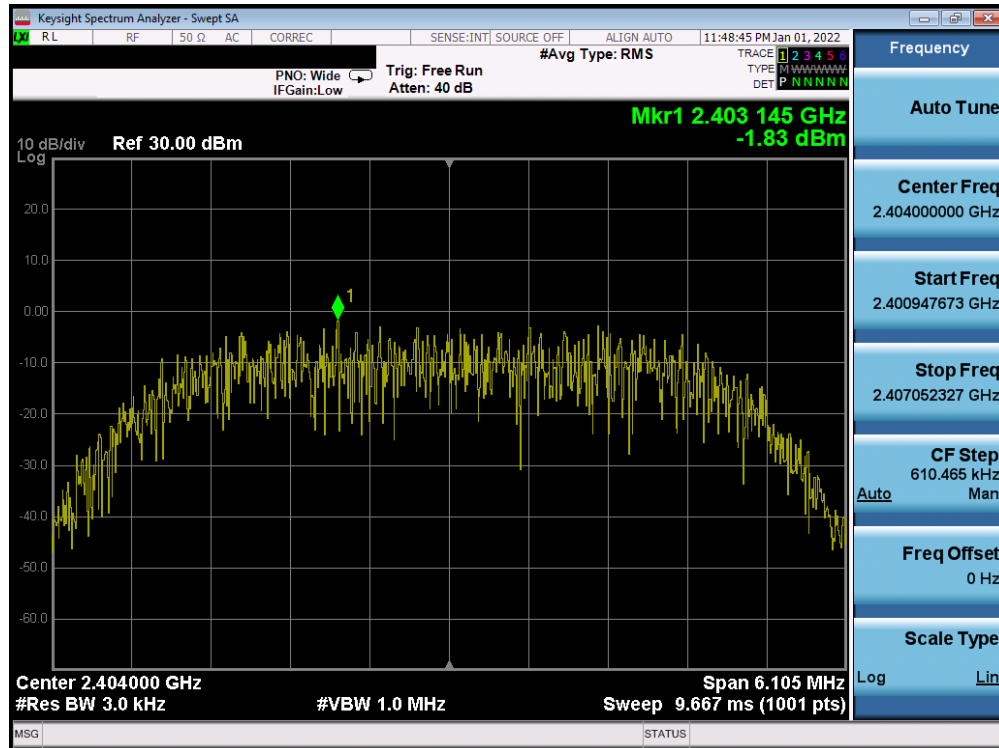 Keysight Spectrum Analyzer - Swept SA
LXI RL RF 50 Ω AC CORREC SENSE:INT SOURCE OFF ALIGN AUTO 11:48:45 PM Jan 01, 2022
#Avg Type: RMS
TRACE 1 2 3 4 5 6
PNO: Wide Trig: Free Run
TYPE M WWWWW
IFGain:Low Atten: 40 dB
DET P N N N N N
Mkr1 2.403 145 GHz
-1.83 dBm
10 dB/div Ref 30.00 dBm
Log
20.0
10.0
0.00
-10.0
-20.0
-30.0
-40.0
-50.0
-60.0
1
Center 2.404000 GHz Span 6.105 MHz
#Res BW 3.0 kHz #VBW 1.0 MHz Sweep 9.667 ms (1001 pts)
MSG STATUS
Frequency
Auto Tune
Center Freq
2.404000000 GHz
Start Freq
2.400947673 GHz
Stop Freq
2.407052327 GHz
CF Step
610.465 kHz
Auto Man
Freq Offset
0 Hz
Scale Type
Log Lin